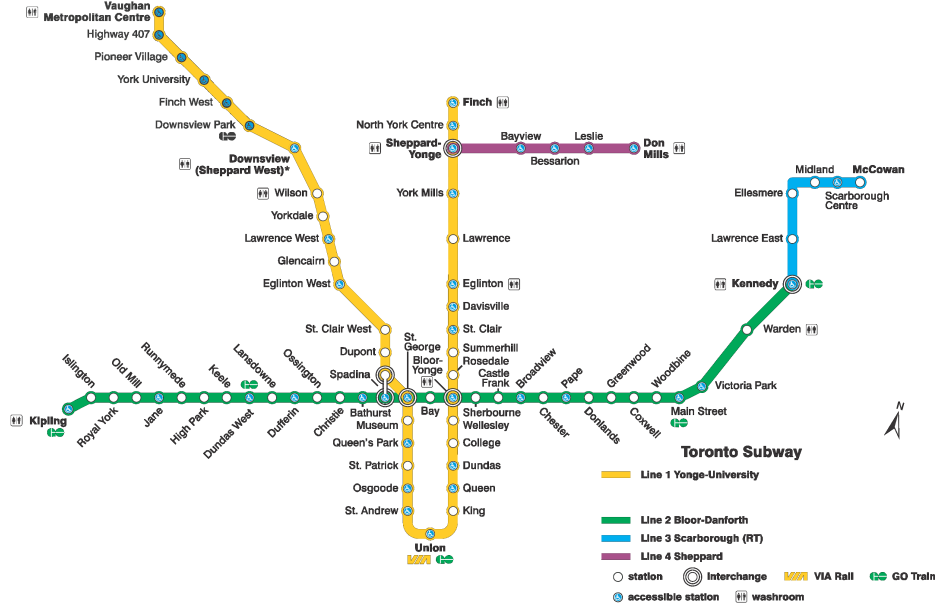 Vaughan
Metropolitan Centre
Highway 407
Pioneer Village
York University
Finch West
Downsview Park
Downsview
(Sheppard West)*
Wilson
Yorkdale
Lawrence West
Glencairn
Eglinton West
St. Clair West
Dupont
Spadina
Finch
North York Centre
Sheppard-
Yonge
Bayview
Bessarion
Leslie
Don
Mills
York Mills
Lawrence
Eglinton
Davisville
St. Clair
Summerhill
Rosedale
St.
George
Bloor-
Yonge
Castle
Frank
Midland
McCowan
Scarborough
Centre
Ellesmere
Lawrence East
Kennedy
Warden
Victoria Park
Main Street
Kipling
Islington
Royal York
Old Mill
Jane
Runnymede
High Park
Keele
Dundas West
Lansdowne
Dufferin
Ossington
Christie
Bathurst
Bay
Sherbourne
Broadview
Chester
Pape
Donlands
Greenwood
Coxwell
Woodbine
Museum
Queen's Park
St. Patrick
Osgoode
St. Andrew
Union
VIA
Wellesley
College
Dundas
Queen
King
N
Toronto Subway
Line 1 Yonge-University
Line 2 Bloor-Danforth
Line 3 Scarborough (RT)
Line 4 Sheppard
station
Interchange
VIA
VIA Rail
GO
GO Train
accessible station
washroom